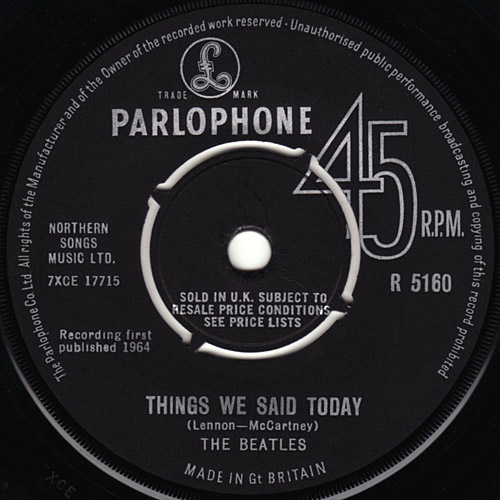 The Parlophone Co Ltd All rights of the Manufacturer and of the Owner of the recorded work reserved · Unauthorised public performance broadcasting and copying of this record prohibited
£
TRADE MARK
PARLOPHONE
45
R.P.M.
NORTHERN
SONGS
MUSIC LTD.
7XCE 17715
R 5160
SOLD IN U.K. SUBJECT TO
RESALE PRICE CONDITIONS
SEE PRICE LISTS
Recording first
published 1964
THINGS WE SAID TODAY
(Lennon—McCartney)
THE BEATLES
MADE IN Gt BRITAIN
XCE